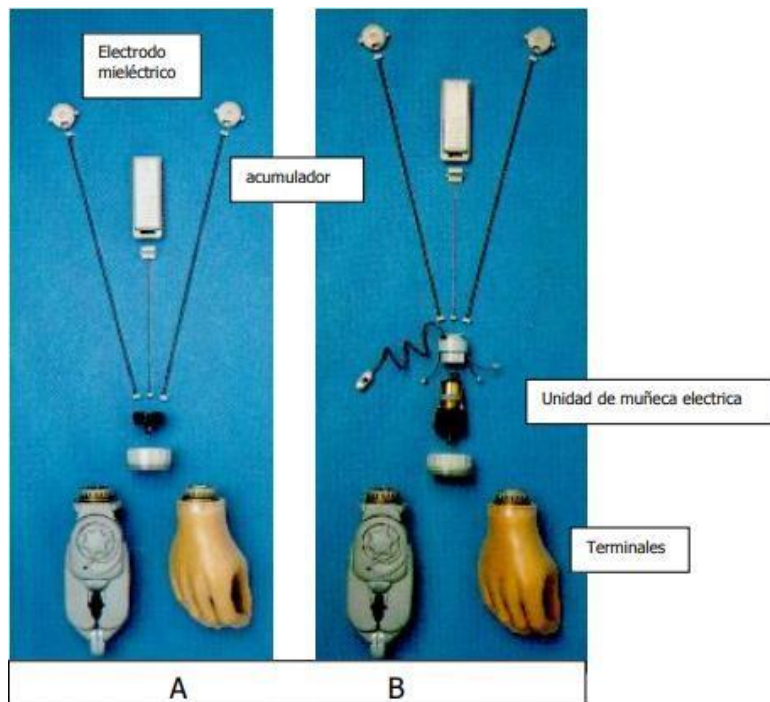 Electrodo
mieléctrico
acumulador
Unidad de muñeca electrica
Terminales
A B